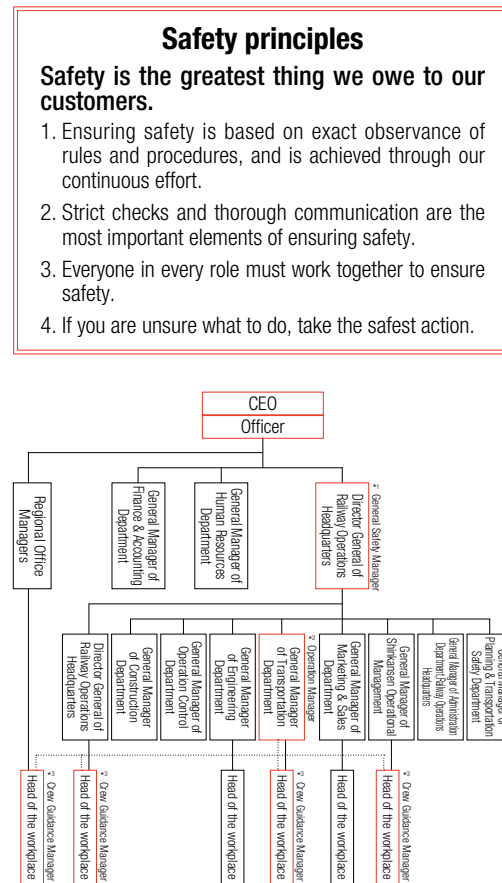 Safety principles
Safety is the greatest thing we owe to our
customers.
1. Ensuring safety is based on exact observance of
rules and procedures, and is achieved through our
continuous effort.
2. Strict checks and thorough communication are the
most important elements of ensuring safety.
3. Everyone in every role must work together to ensure
safety.
4. If you are unsure what to do, take the safest action.
CEO
Officer
Regional Office
Managers
General Manager of
Finance & Accounting
Department
General Manager of
Human Resources
Department
Director General of
Railway Operations
Headquarters
*1 General Safety Manager
Director General of
Railway Operations
Headquarters
General Manager
of Construction
Department
General Manager of
Operation Control
Department
General Manager
of Engineering
Department
General Manager
of Transportation
Department
*2 Operation Manager
General Manager of
Marketing & Sales
Department
General Manager of
Shinkansen Operational
Management
General Manager of Administration
Department, Railway Operations
Headquarters
General Manager of
Planning & Transportation
Safety Department
Head of the workplace
*3 Crew Guidance Manager
Head of the workplace
*3 Crew Guidance Manager
Head of the workplace
Head of the workplace
*3 Crew Guidance Manager
Head of the workplace
Head of the workplace
*3 Crew Guidance Manager